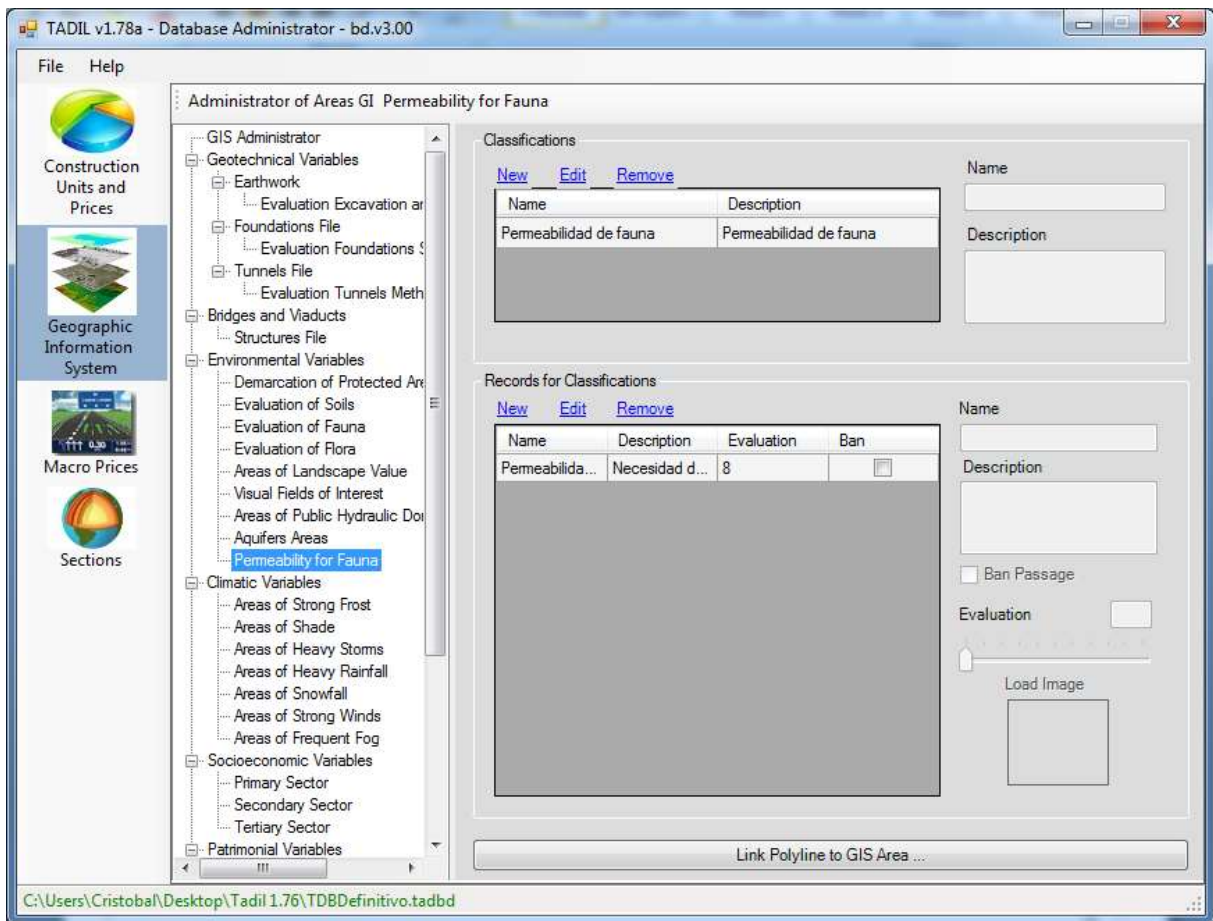 TADIL v1.78a - Database Administrator - bd.v3.00
File Help
Construction
Units and
Prices
Geographic
Information
System
Macro Prices
Sections
Administrator of Areas GI Permeability for Fauna
GIS Administrator
Geotechnical Variables
Earthwork
Evaluation Excavation ar
Foundations File
Evaluation Foundations S
Tunnels File
Evaluation Tunnels Meth
Bridges and Viaducts
Structures File
Environmental Variables
Demarcation of Protected Are
Evaluation of Soils
Evaluation of Fauna
Evaluation of Flora
Areas of Landscape Value
Visual Fields of Interest
Areas of Public Hydraulic Dor
Aquifers Areas
Permeability for Fauna
Climatic Variables
Areas of Strong Frost
Areas of Shade
Areas of Heavy Storms
Areas of Heavy Rainfall
Areas of Snowfall
Areas of Strong Winds
Areas of Frequent Fog
Socioeconomic Variables
Primary Sector
Secondary Sector
Tertiary Sector
Patrimonial Variables
Classifications
New Edit Remove
Name Description
Permeabilidad de fauna Permeabilidad de fauna
Name
Description
Records for Classifications
New Edit Remove
Name Description Evaluation Ban
Permeabilida... Necesidad d... 8
Name
Description
Ban Passage
Evaluation
Load Image
Link Polyline to GIS Area ...
C:\Users\Cristobal\Desktop\Tadil 1.76\TDBDefinitivo.tadbd